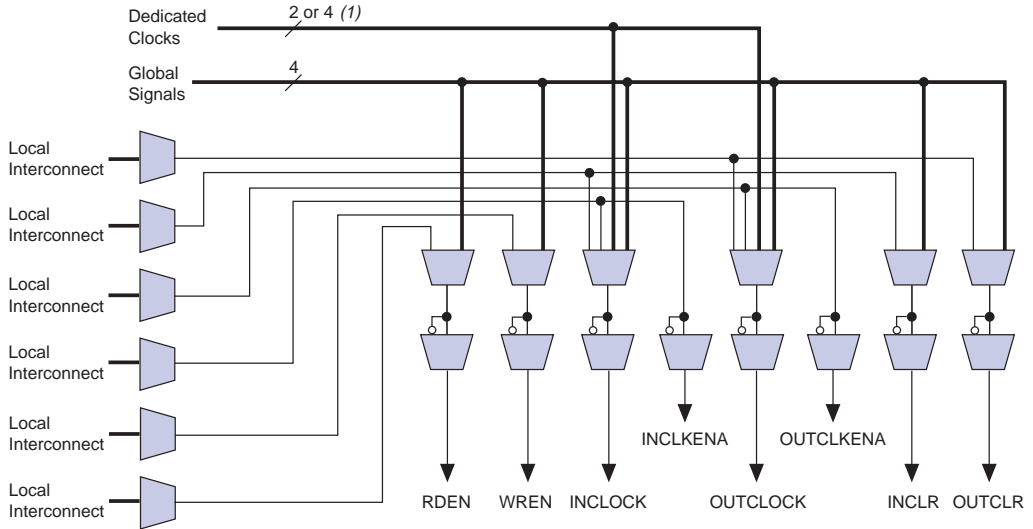 Dedicated
Clocks
2 or 4 (1)
Global
Signals
4
Local
Interconnect
Local
Interconnect
Local
Interconnect
Local
Interconnect
Local
Interconnect
Local
Interconnect
INCLKENA
OUTCLKENA
RDEN
WREN
INCLOCK
OUTCLOCK
INCLR
OUTCLR